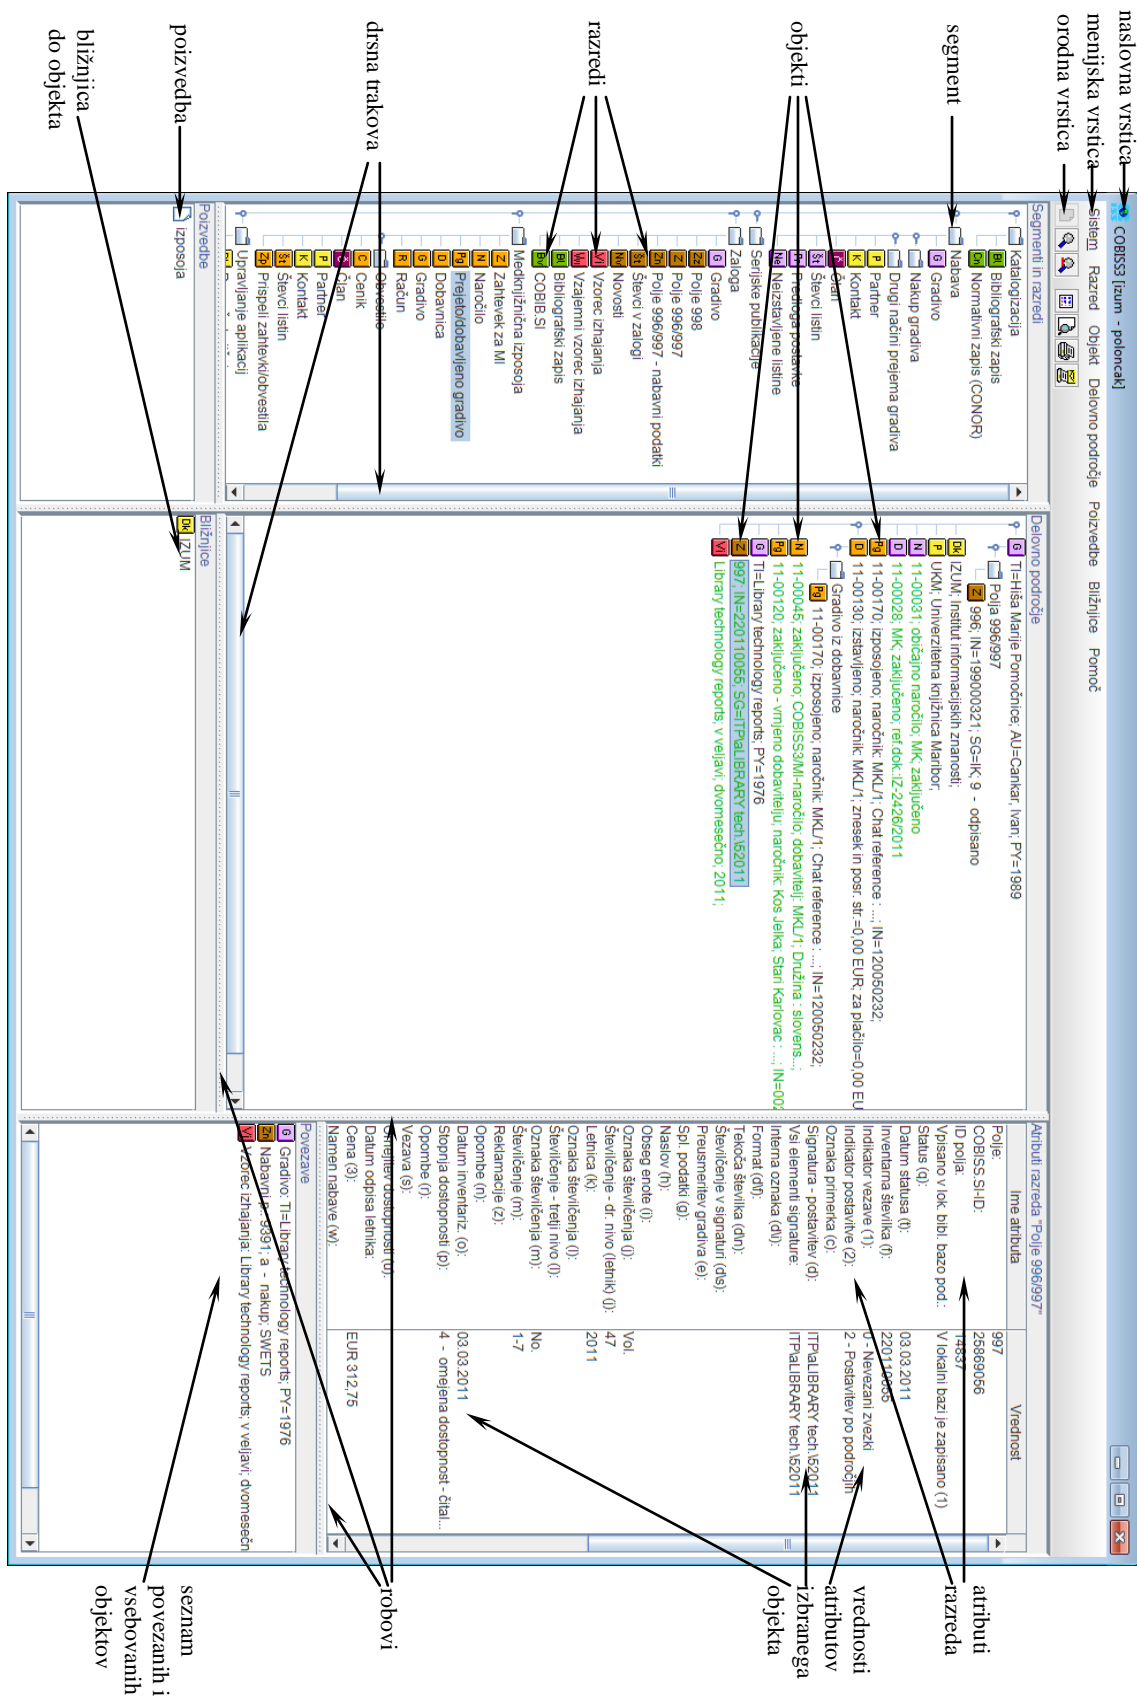 naslovna vrstica
menijska vrstica
orodna vrstica
segment
objekti
razredi
drsna trakova
poizvedba
bližnjica
do objekta
COBISS3 [izum - poloncak]
Sistem Razred Objekt Delovno področje Poizvedbe Bližnjice Pomoč
Segmenti in razredi
Katalogizacija
Bibliografski zapis
Normativni zapis (CONOR)
Nabava
Gradivo
Nakup gradiva
Drugi načini prejema gradiva
Partner
Kontakt
Član
Števci listin
Predloga postavke
Neizstavljene listine
Serijske publikacije
Zaloga
Gradivo
Polje 998
Polje 996/997
Polje 996/997 - nabavni podatki
Števci v zalogi
Novosti
Vzorec izhajanja
Vzajemni vzorec izhajanja
Bibliografski zapis
COBIB.SI
Medknjižnična izposoja
Zahtevek za MI
Naročilo
Prejeto/dobavljeno gradivo
Dobavnica
Gradivo
Račun
Obvestilo
Cenik
Član
Partner
Kontakt
Števci listin
Prispeli zahtevki/obvestila
Upravljanje aplikacij
Poizvedbe
izposoja
Delovno področje
TI=Hiša Marije Pomočnice; AU=Cankar, Ivan; PY=1989
Polja 996/997
996; IN=199000321; SG=IK; 9 - odpisano
IZUM; Institut informacijskih znanosti;
UKM; Univerzitetna knjižnica Maribor;
11-00031; običajno naročilo; MK; zaključeno
11-00028; MK; zaključeno; ref.dok.:IZ-2426/2011
11-00170; izposojeno; naročnik: MKL/1; Chat reference : ...; IN=120050232;
11-00130; izstavljeno; naročnik: MKL/1; znesek in posr. str.=0,00 EUR; za plačilo=0,00 EU
Gradivo iz dobavnice
11-00170; izposojeno; naročnik: MKL/1; Chat reference : ...; IN=120050232;
11-00045; zaključeno; COBISS3/MI-naročilo; dobavitelj: MKL/1; Družina : slovens...;
11-00120; zaključeno - vrnjeno dobavitelju; naročnik: Kos Jelka; Stari Karlovac : ...; IN=002
TI=Library technology reports; PY=1976
997; IN=220110055; SG=ITP\aLIBRARY tech.\52011
Library technology reports; v veljavi; dvomesečno; 2011;
Bližnjice
IZUM
Atributi razreda "Polje 996/997"
Ime atributa Vrednost
Polje: 997
COBISS.SI-ID: 25869056
ID polja: 14837
Vpisano v lok. bibl. bazo pod.: V lokalni bazi je zapisano (1)
Status (q):
Datum statusa (t): 03.03.2011
Inventarna številka (f): 220110055
Indikator vezave (1): 0 - Nevezani zvezki
Indikator postavitve (2): 2 - Postavitev po področjih
Oznaka primerka (c):
Signatura - postavitev (d): ITP\aLIBRARY tech.\52011
Vsi elementi signature: ITP\aLIBRARY tech.\52011
Interna oznaka (d\i):
Format (d\f):
Tekoča številka (d\n):
Številčenje v signaturi (d\s):
Preusmeritev gradiva (e):
Spl. podatki (g):
Naslov (h):
Obseg enote (i):
Oznaka številčenja (j): Vol.
Številčenje - dr. nivo (letnik) (j): 47
Letnica (k): 2011
Oznaka številčenja (l):
Številčenje - tretji nivo (l):
Oznaka številčenja (m): No.
Številčenje (m): 1-7
Reklamacije (2):
Opombe (n):
Datum inventariz. (o): 03.03.2011
Stopnja dostopnosti (p): 4 - omejena dostopnost - čital...
Opombe (r):
Vezava (s):
Omejitev dostopnosti (u):
Datum odpisa letnika:
Cena (3): EUR 312,75
Namen nabave (w):
Povezave
Gradivo: TI=Library technology reports; PY=1976
Nabavni p.: 9391; a - nakup; SWETS
Vzorec izhajanja: Library technology reports; v veljavi; dvomesečn
atributi
razreda
vrednosti
atributov
izbranega
objekta
robovi
seznam
povezanih i
vsebovanih
objektov